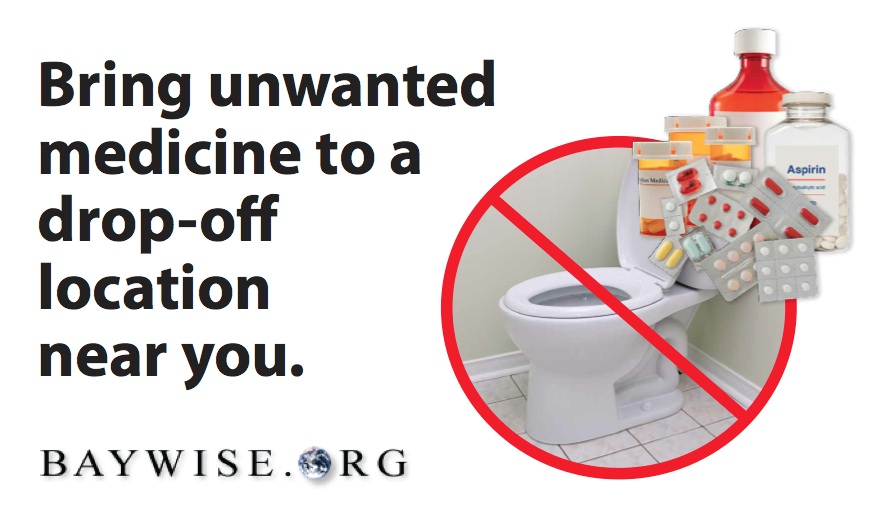 Bring unwanted
medicine to a
drop-off
location
near you.
BAYWISE.ORG
Aspirin